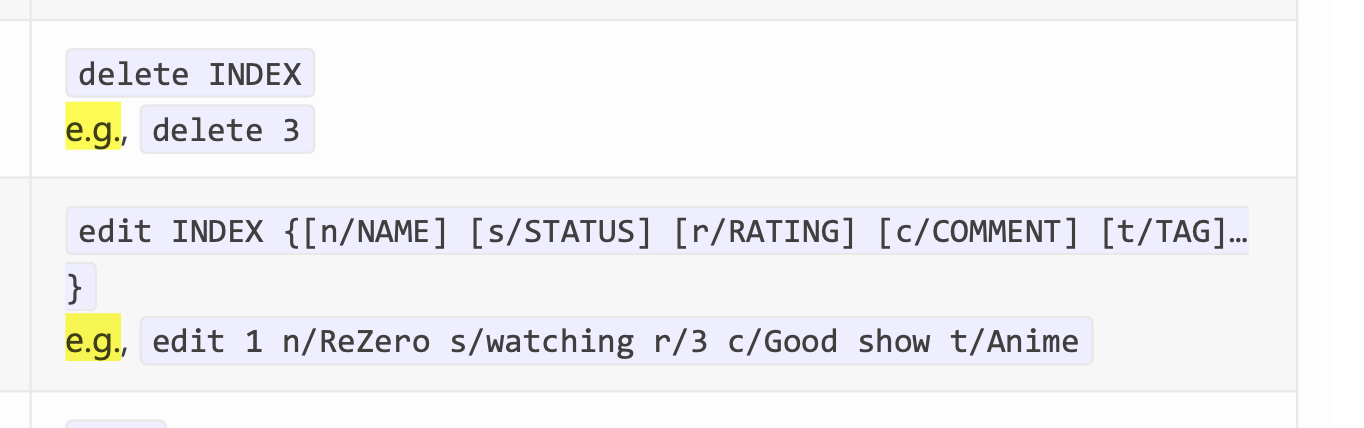 delete INDEX
e.g., delete 3
edit INDEX {[n/NAME] [s/STATUS] [r/RATING] [c/COMMENT] [t/TAG]…
}
e.g., edit 1 n/ReZero s/watching r/3 c/Good show t/Anime